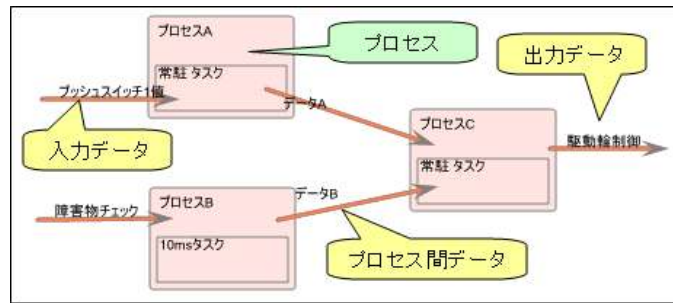 プロセスA
プロセス
出力データ
常駐 タスク
プッシュスイッチ1値
データA
入力データ
プロセスC
駆動輪制御
常駐 タスク
プロセスB
データB
障害物チェック
10msタスク
プロセス間データ